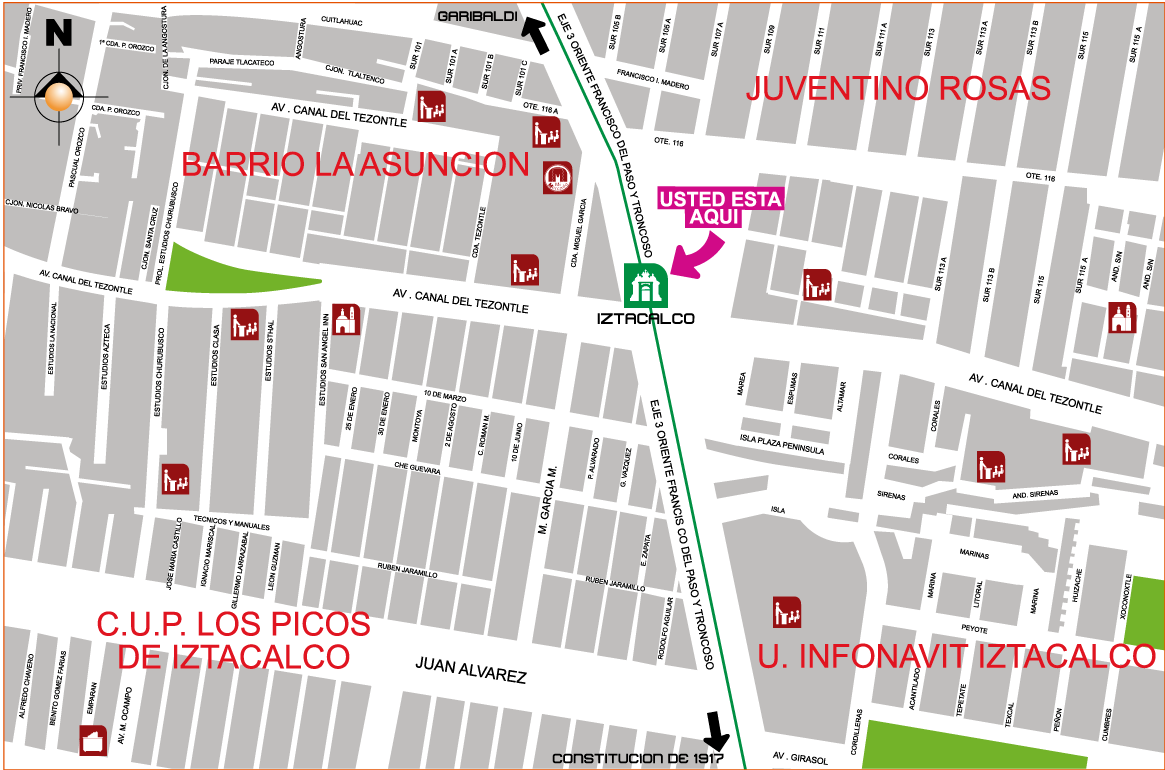 GARIBALDI
N
PRIV. FRANCISCO I. MADERO
1ª CDA. P. OROZCO
CJON. DE LA ANGOSTURA
CUITLAHUAC
ANGOSTURA
PARAJE TLACATECO
CJON. TLALTENCO
SUR 101
SUR 101 A
SUR 101 B
SUR 101 C
EJE 3 ORIENTE FRANCISCO DEL PASO Y TRONCOSO
SUR 105 B
SUR 105 A
SUR 107 A
SUR 109
SUR 111
SUR 111 A
SUR 113
SUR 113 A
SUR 113 B
SUR 115
SUR 115 A
FRANCISCO I. MADERO
JUVENTINO ROSAS
CDA. P. OROZCO
AV . CANAL DEL TEZONTLE
OTE. 116 A
OTE. 116
OTE. 116
PASCUAL OROZCO
BARRIO LA ASUNCION
CJON. NICOLAS BRAVO
CJON. SANTA CRUZ
PROL. ESTUDIOS CHURUBUSCO
CDA. TEZONTLE
CDA. MIGUEL GARCIA
USTED ESTA
AQUI
IZTACALCO
SUR 113 A
SUR 113 B
SUR 115
SUR 115 A
AND. S/N
AND. S/N
AV. CANAL DEL TEZONTLE
AV . CANAL DEL TEZONTLE
AV . CANAL DEL TEZONTLE
ESTUDIOS LA NACIONAL
ESTUDIOS AZTECA
ESTUDIOS CHURUBUSCO
ESTUDIOS CLASA
ESTUDIOS STHAL
ESTUDIOS SAN ANGEL INN
25 DE ENERO
30 DE ENERO
MONTOYA
2 DE AGOSTO
C. ROMAN M.
10 DE JUNIO
10 DE MARZO
CHE GUEVARA
M. GARCIA M.
P. ALVARADO
G. VAZQUEZ
EJE 3 ORIENTE FRANCIS CO DEL PASO Y TRONCOSO
MAREA
ESPUMAS
ALTAMAR
ISLA PLAZA PENINSULA
CORALES
CORALES
SIRENAS
AND. SIRENAS
ISLA
TECNICOS Y MANUALES
JOSE MARIA CASTILLO
IGNACIO MARISCAL
GILLERMO LARRAZABAL
LEON GUZMAN
RUBEN JARAMILLO
RUBEN JARAMILLO
E. ZAPATA
RODOLFO AGUILAR
MARINAS
MARINA
LITORAL
MARINA
HUIZACHE
XOCONOXTLE
PEYOTE
C.U.P. LOS PICOS
DE IZTACALCO
JUAN ALVAREZ
U. INFONAVIT IZTACALCO
ALFREDO CHAVERO
BENITO GOMEZ FARIAS
EMPARAN
AV. M. OCAMPO
CORDILLERAS
ACANTILADO
TEPETATE
TEXCAL
PEÑON
CUMBRES
CONSTITUCION DE 1917
AV . GIRASOL